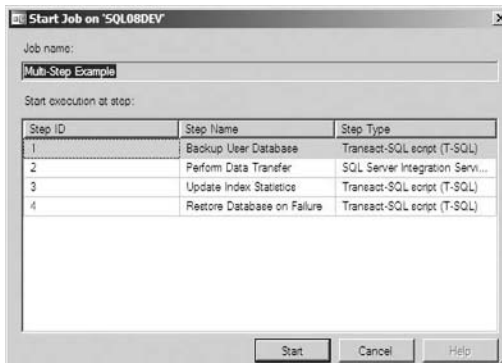 Start Job on 'SQL08DEV'
Job name:
Multi-Step Example
Start execution at step:
Step ID Step Name Step Type
1 Backup User Database Transact-SQL script (T-SQL)
2 Perform Data Transfer SQL Server Integration Servi...
3 Update Index Statistics Transact-SQL script (T-SQL)
4 Restore Database on Failure Transact-SQL script (T-SQL)
Start Cancel Help